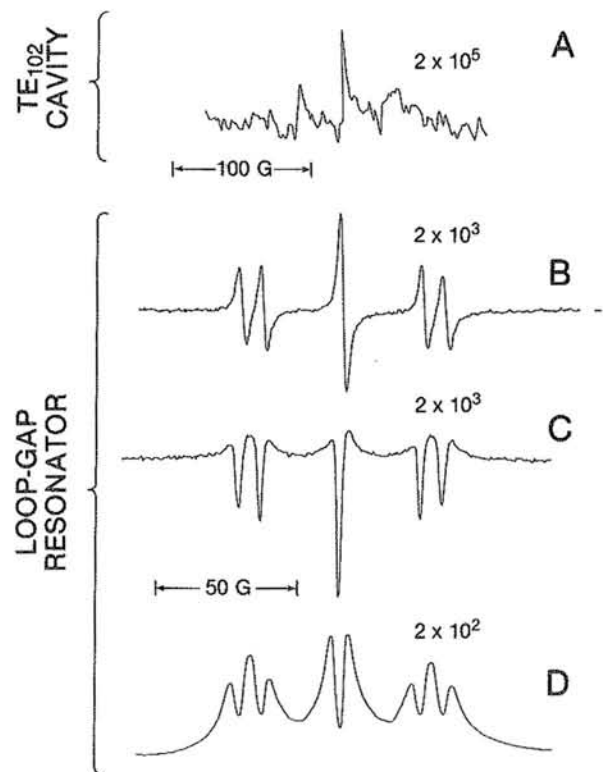 TE₁₀₂
CAVITY
A
2 x 10⁵
100 G
LOOP-GAP
RESONATOR
B
2 x 10³
C
2 x 10³
50 G
D
2 x 10²